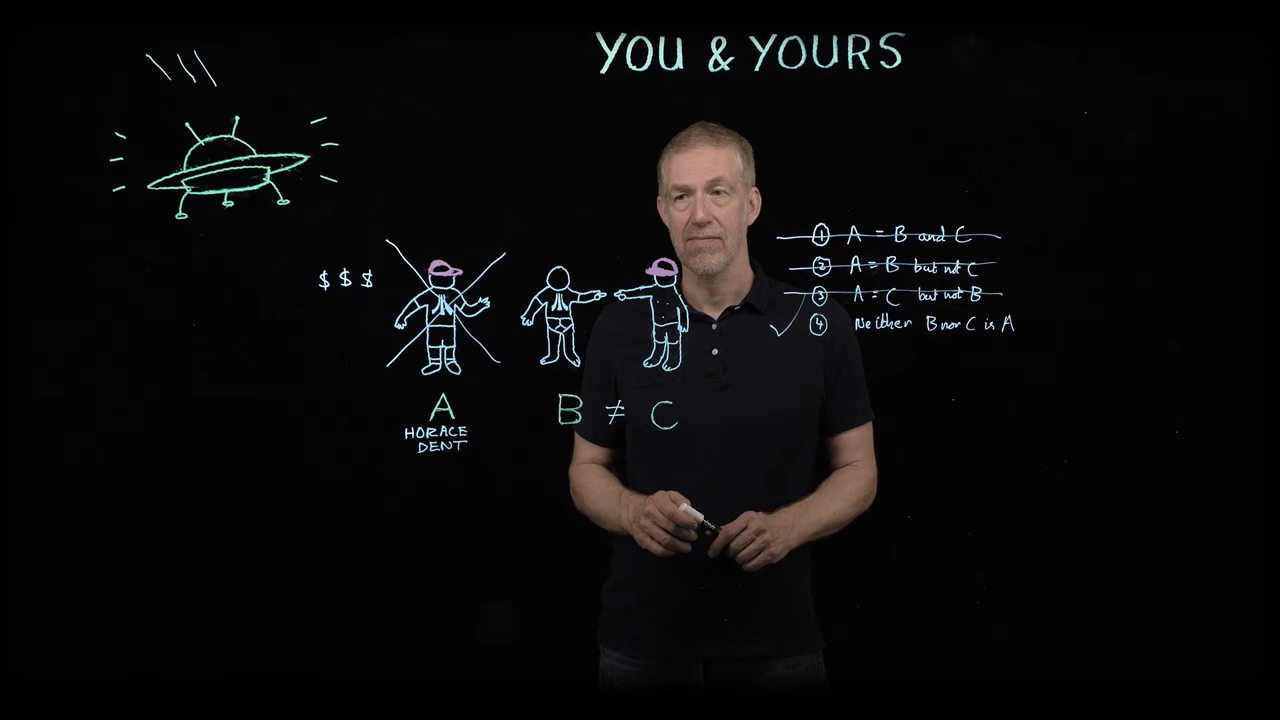 YOU & YOURS
$ $ $
① A = B and C
② A = B but not C
③ A = C but not B
④ Neither B nor C is A
A
B ≠ C
HORACE
DENT